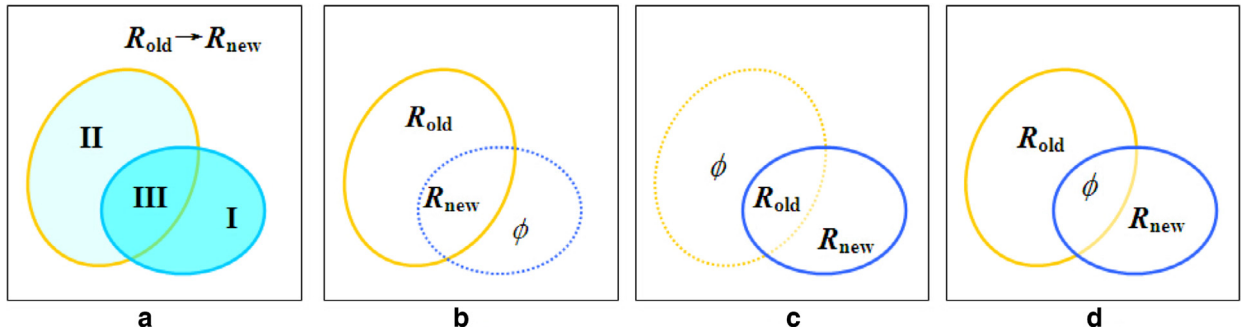 R_old → R_new
II
III
I
a
R_old
R_new
ϕ
b
ϕ
R_old
R_new
c
R_old
ϕ
R_new
d